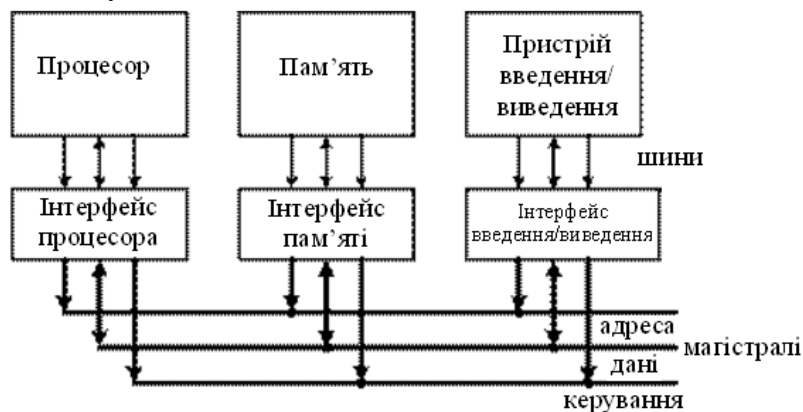 Процесор
Пам’ять
Пристрій
введення/
виведення
шини
Інтерфейс
процесора
Інтерфейс
пам’яті
Інтерфейс
введення/виведення
адреса
магістралі
дані
керування